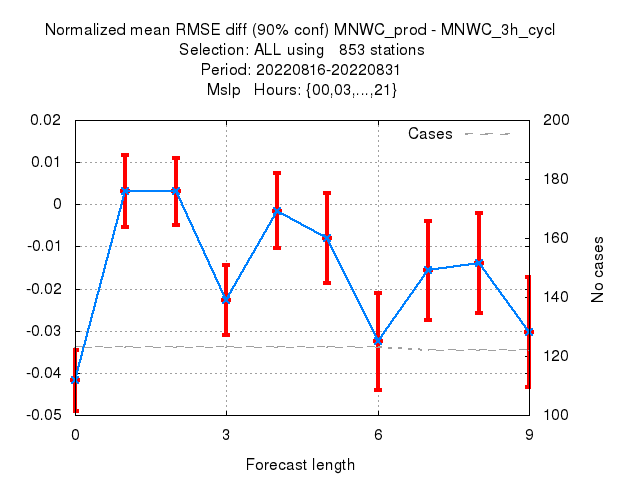 Normalized mean RMSE diff (90% conf) MNWC_prod - MNWC_3h_cycl
Selection: ALL using   853 stations
Period: 20220816-20220831
Mslp   Hours: {00,03,...,21}
Cases
0.02
0.01
0
-0.01
-0.02
-0.03
-0.04
-0.05
200
180
160
140
120
100
No cases
0
3
6
9
Forecast length